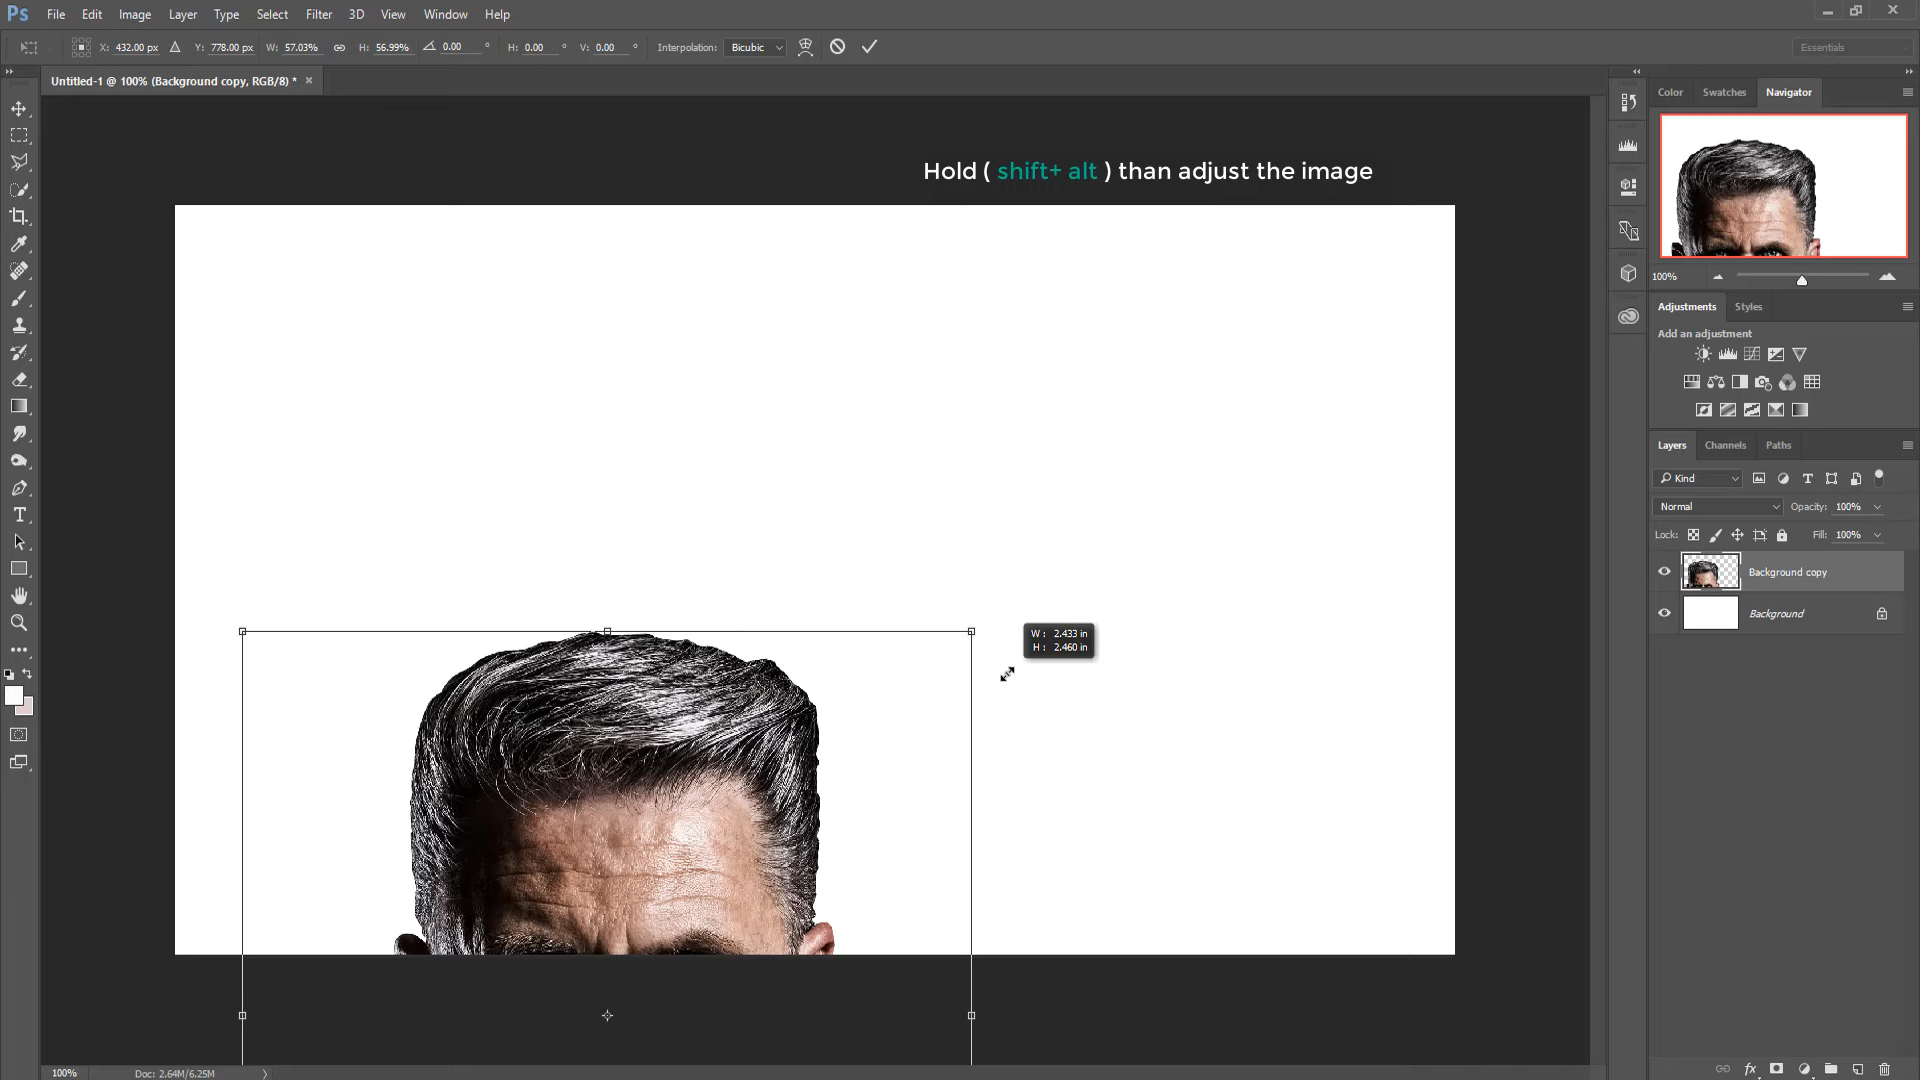 Ps File Edit Image Layer Type Select Filter 3D View Window Help
X: 432.00 px Y: 778.00 px W: 57.03% H: 56.99% 0.00 ° H: 0.00 ° V: 0.00 ° Interpolation: Bicubic Essentials
Untitled-1 @ 100% (Background copy, RGB/8) * ×
Color Swatches Navigator
Hold ( shift+ alt ) than adjust the image
100%
Adjustments Styles
Add an adjustment
Layers Channels Paths
Kind
Normal Opacity: 100%
Lock: Fill: 100%
Background copy
Background
W : 2.433 in
H : 2.460 in
100% Doc: 2.64M/6.25M